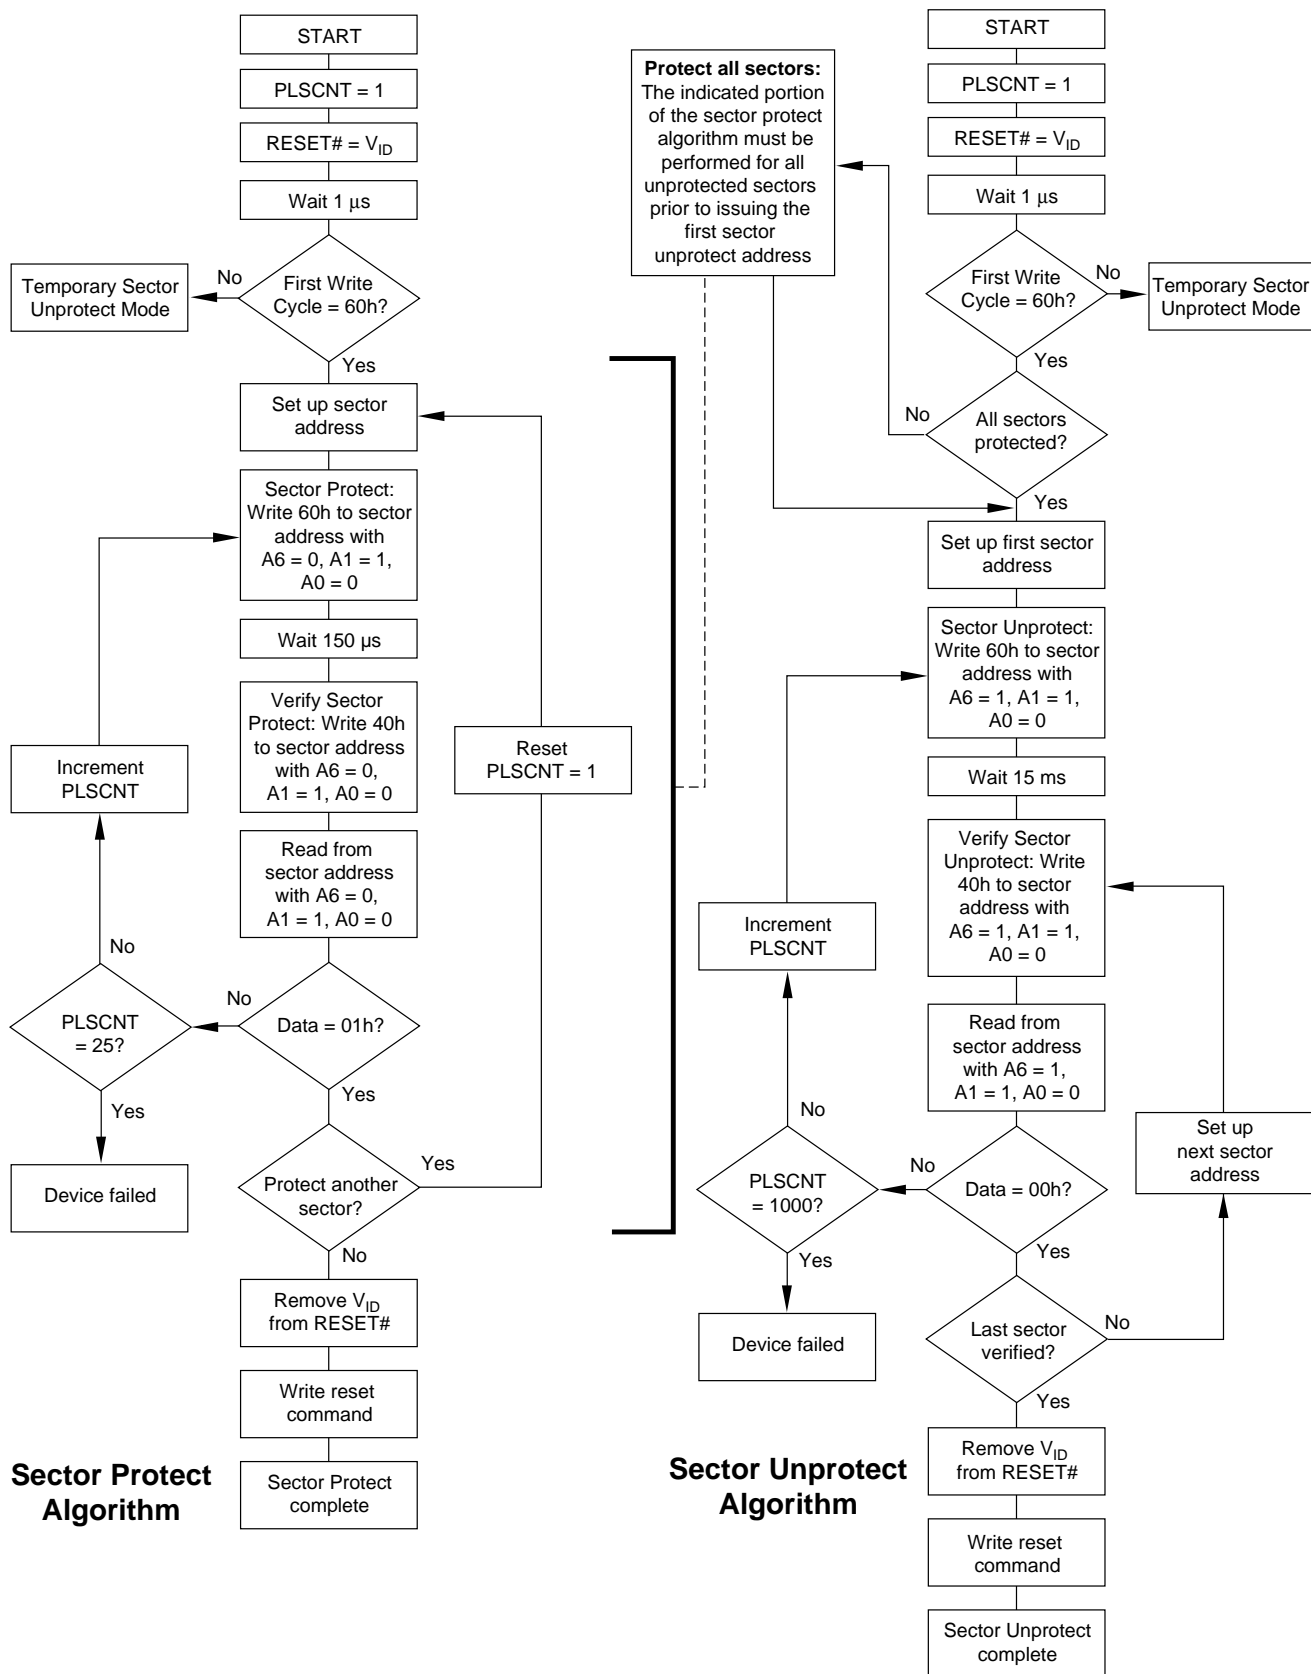 START
PLSCNT = 1
RESET# = VID
Wait 1 μs
First Write
Cycle = 60h?
No
Temporary Sector
Unprotect Mode
Yes
Set up sector
address
Sector Protect:
Write 60h to sector
address with
A6 = 0, A1 = 1,
A0 = 0
Wait 150 µs
Verify Sector
Protect: Write 40h
to sector address
with A6 = 0,
A1 = 1, A0 = 0
Reset
PLSCNT = 1
Increment
PLSCNT
Read from
sector address
with A6 = 0,
A1 = 1, A0 = 0
No
No
PLSCNT
= 25?
Data = 01h?
Yes
Yes
Device failed
Protect another
sector?
Yes
No
Remove VID
from RESET#
Write reset
command
Sector Protect
complete
Sector Protect
Algorithm
Protect all sectors:
The indicated portion
of the sector protect
algorithm must be
performed for all
unprotected sectors
prior to issuing the
first sector
unprotect address
START
PLSCNT = 1
RESET# = VID
Wait 1 μs
First Write
Cycle = 60h?
No
Temporary Sector
Unprotect Mode
Yes
No
All sectors
protected?
Yes
Set up first sector
address
Sector Unprotect:
Write 60h to sector
address with
A6 = 1, A1 = 1,
A0 = 0
Wait 15 ms
Verify Sector
Unprotect: Write
40h to sector
address with
A6 = 1, A1 = 1,
A0 = 0
Increment
PLSCNT
Read from
sector address
with A6 = 1,
A1 = 1, A0 = 0
No
No
PLSCNT
= 1000?
Data = 00h?
Set up
next sector
address
Yes
Yes
Device failed
Last sector
verified?
No
Yes
Remove VID
from RESET#
Write reset
command
Sector Unprotect
complete
Sector Unprotect
Algorithm